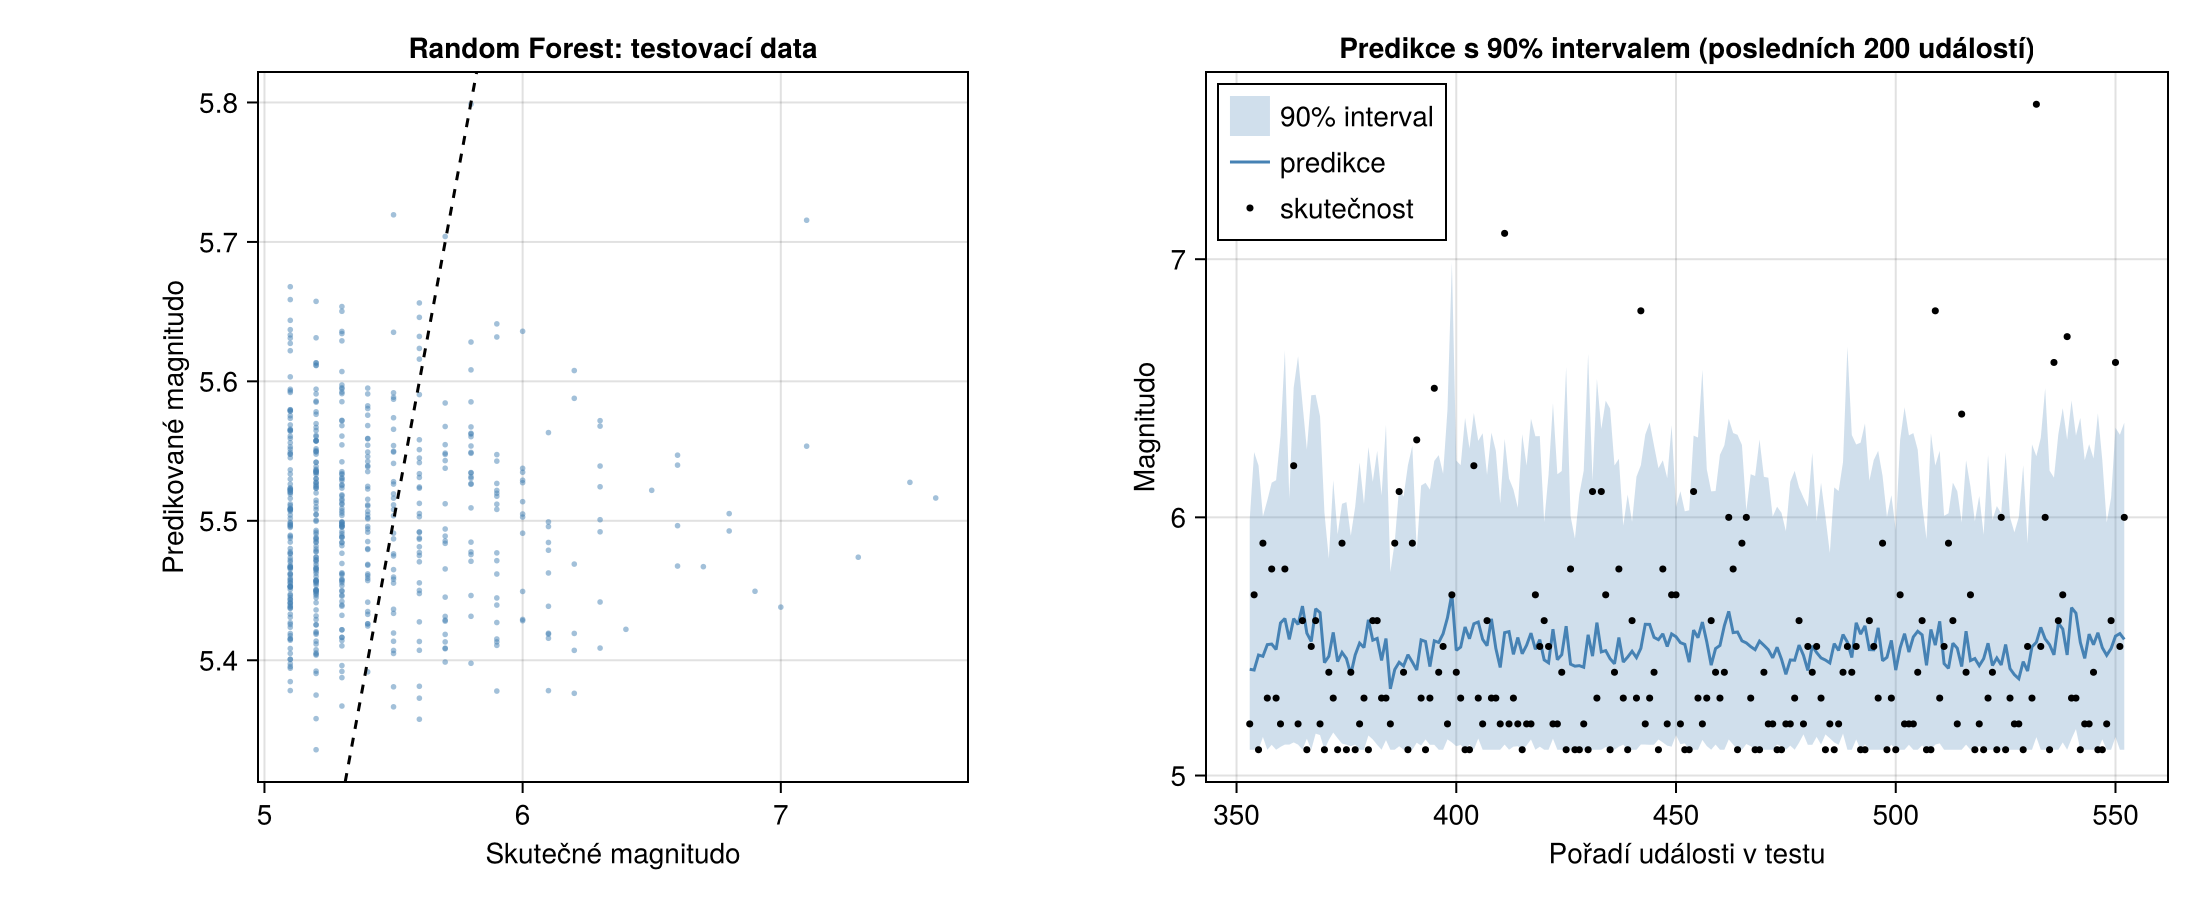 Random Forest: testovací data
5.8
5.7
5.6
5.5
5.4
Predikované magnitudo
5
6
7
Skutečné magnitudo
Predikce s 90% intervalem (posledních 200 událostí)
90% interval
predikce
skutečnost
7
6
5
Magnitudo
350
400
450
500
550
Pořadí události v testu